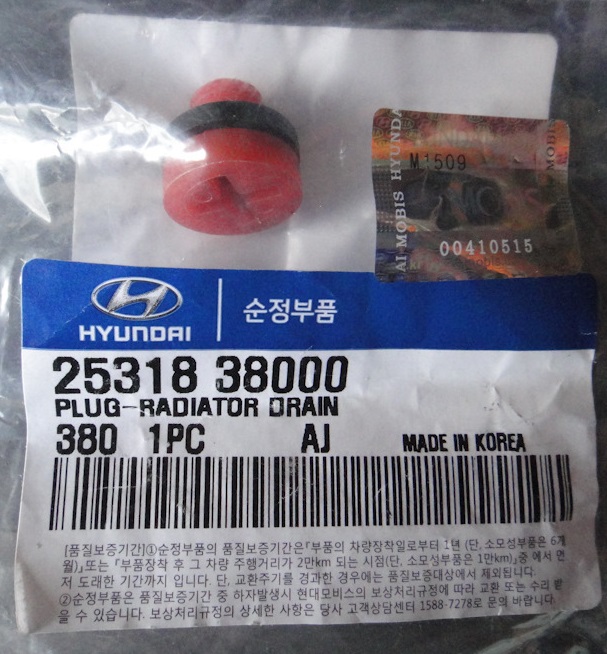 M1509
HYUNDAI MOBIS HYUNDA
MOBIS
00410515
HYUNDAI
순정부품
25318 38000
PLUG-RADIATOR DRAIN
380 1PC AJ MADE IN KOREA
[품질보증기간]①순정부품의 품질보증기간은『부품의 차량장착일로부터 1년 (단, 소모성부품은 6개
월)』또는『부품장착 후 그 차량 주행거리가 2만km 되는 시점(단, 소모성부품은 1만km)』중 에서 먼
저 도래한 기간까지 입니다. 단, 교환주기를 경과한 경우에는 품질보증대상에서 제외됩니다.
②순정부품은 품질보증기간 중 하자발생시 현대모비스의 보상처리규정에 따라 교환 또는 수리 받
을 수 있습니다. 보상처리규정의 상세한 사항은 당사 고객상담센터 1588-7278로 문의 바랍니다.